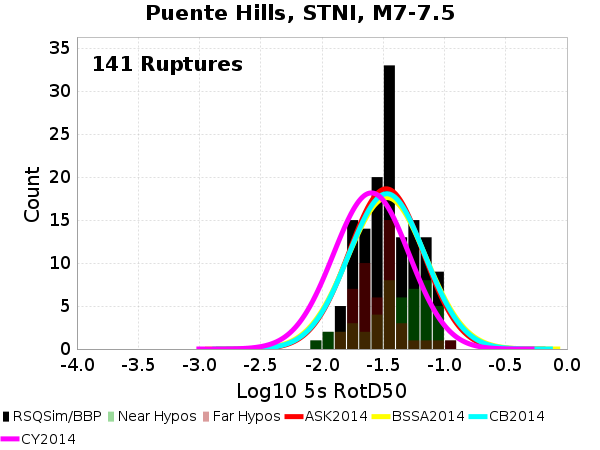 Puente Hills, STNI, M7-7.5
141 Ruptures
Count
35
30
25
20
15
10
5
0
-4.0 -3.5 -3.0 -2.5 -2.0 -1.5 -1.0 -0.5 0.0
Log10 5s RotD50
RSQSim/BBP Near Hypos Far Hypos ASK2014 BSSA2014 CB2014
CY2014